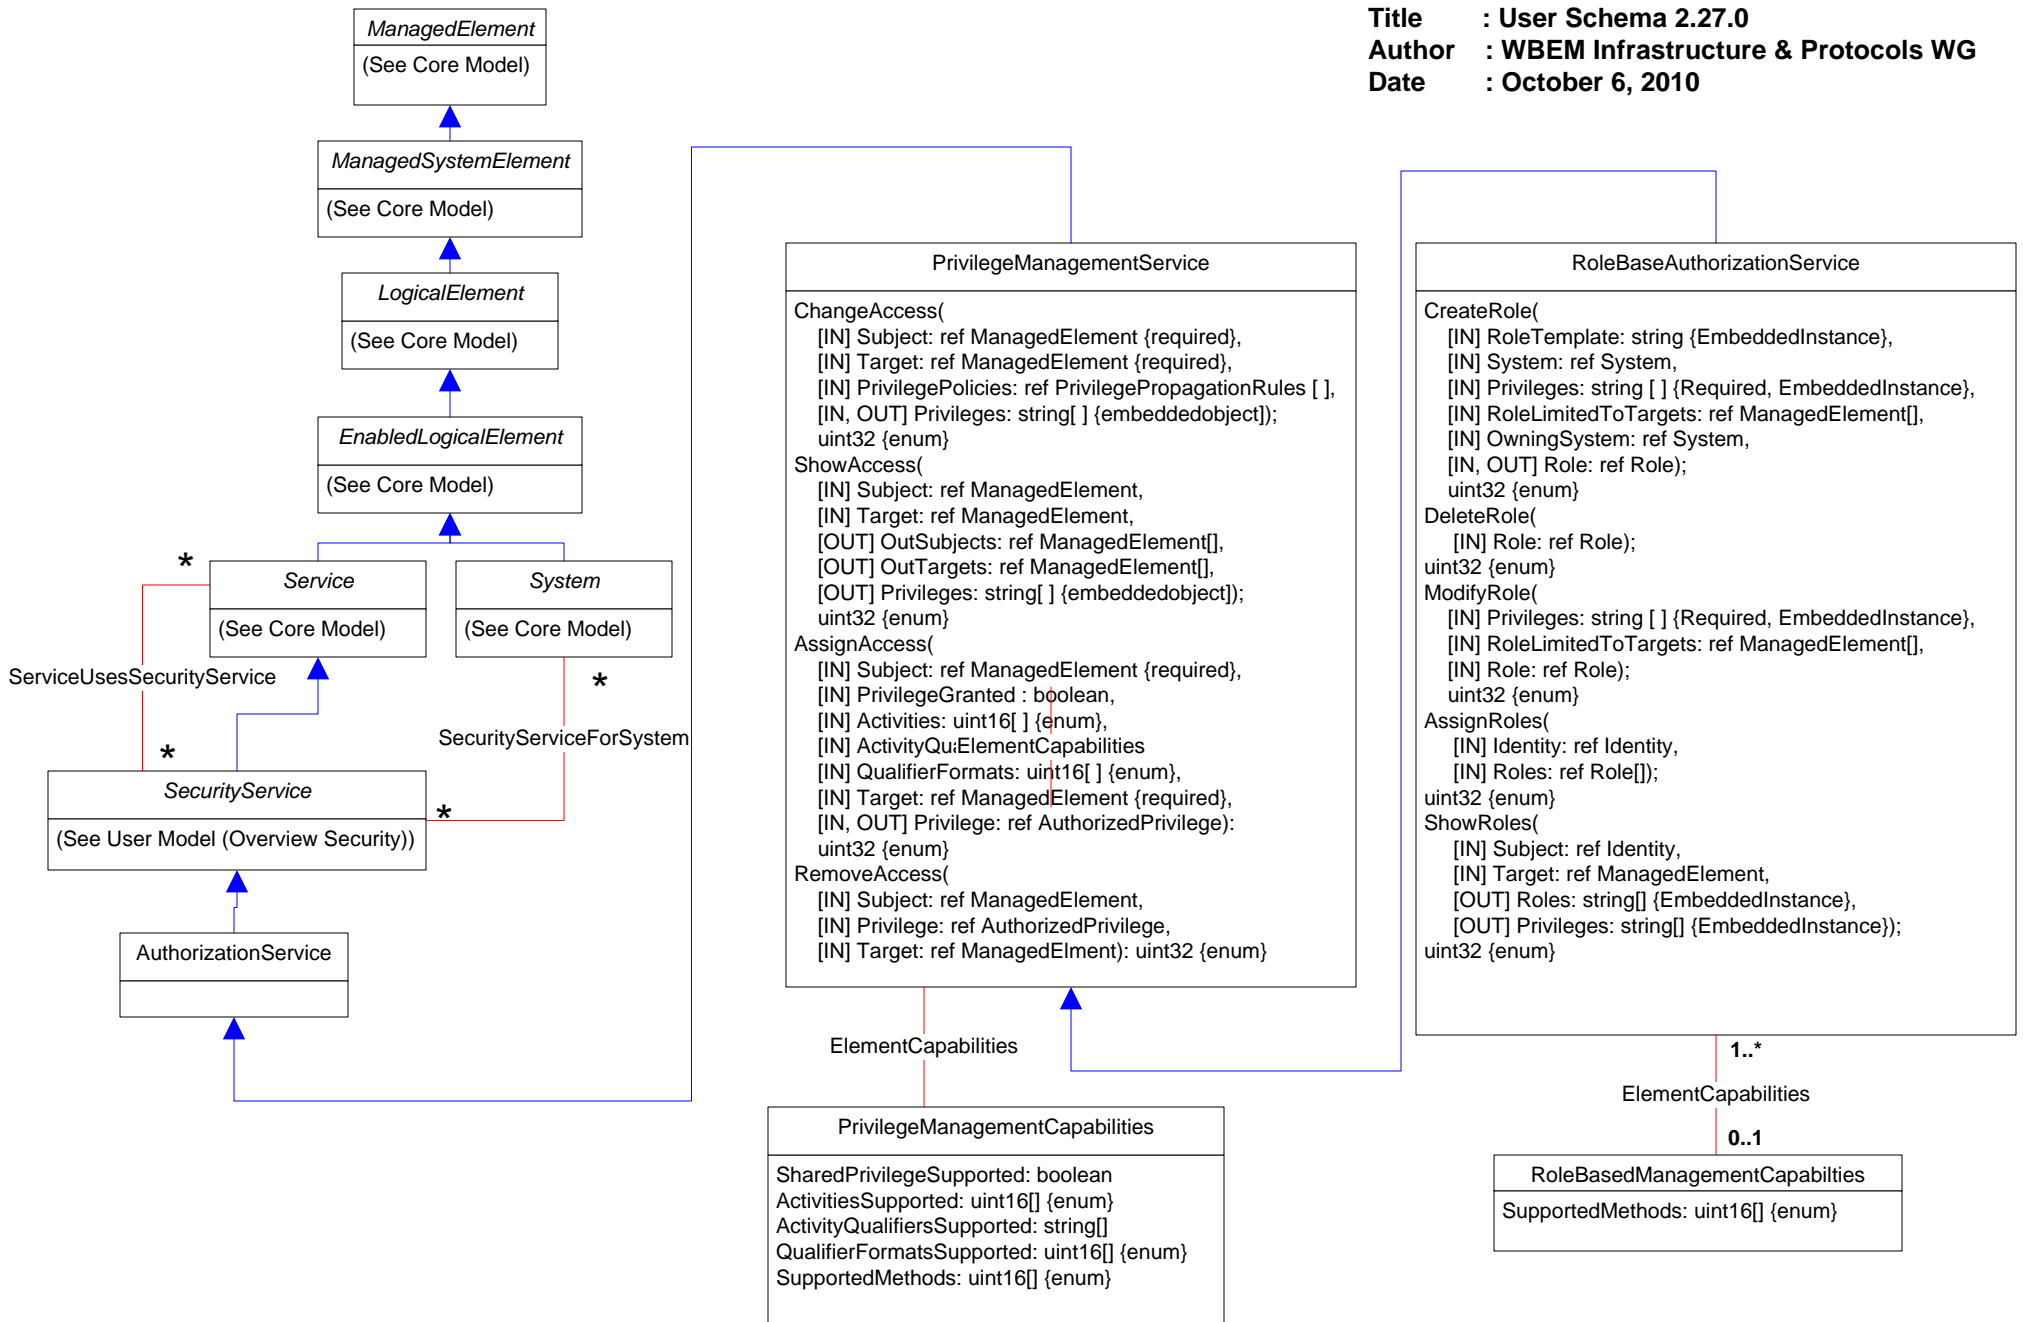 Title : User Schema 2.27.0
Author : WBEM Infrastructure & Protocols WG
Date : October 6, 2010
ManagedElement
(See Core Model)
ManagedSystemElement
(See Core Model)
LogicalElement
(See Core Model)
EnabledLogicalElement
(See Core Model)
*
Service
(See Core Model)
System
(See Core Model)
ServiceUsesSecurityService
*
*
SecurityServiceForSystem
*
SecurityService
(See User Model (Overview Security))
AuthorizationService
PrivilegeManagementService
ChangeAccess(
[IN] Subject: ref ManagedElement {required},
[IN] Target: ref ManagedElement {required},
[IN] PrivilegePolicies: ref PrivilegePropagationRules [ ],
[IN, OUT] Privileges: string[ ] {embeddedobject]);
uint32 {enum}
ShowAccess(
[IN] Subject: ref ManagedElement,
[IN] Target: ref ManagedElement,
[OUT] OutSubjects: ref ManagedElement[],
[OUT] OutTargets: ref ManagedElement[],
[OUT] Privileges: string[ ] {embeddedobject]);
uint32 {enum}
AssignAccess(
[IN] Subject: ref ManagedElement {required},
[IN] PrivilegeGranted : boolean,
[IN] Activities: uint16[ ] {enum},
[IN] ActivityQu ElementCapabilities
[IN] QualifierFormats: uint16[ ] {enum},
[IN] Target: ref ManagedElement {required},
[IN, OUT] Privilege: ref AuthorizedPrivilege):
uint32 {enum}
RemoveAccess(
[IN] Subject: ref ManagedElement,
[IN] Privilege: ref AuthorizedPrivilege,
[IN] Target: ref ManagedElment): uint32 {enum}
ElementCapabilities
PrivilegeManagementCapabilities
SharedPrivilegeSupported: boolean
ActivitiesSupported: uint16[] {enum}
ActivityQualifiersSupported: string[]
QualifierFormatsSupported: uint16[] {enum}
SupportedMethods: uint16[] {enum}
RoleBaseAuthorizationService
CreateRole(
[IN] RoleTemplate: string {EmbeddedInstance},
[IN] System: ref System,
[IN] Privileges: string [ ] {Required, EmbeddedInstance},
[IN] RoleLimitedToTargets: ref ManagedElement[],
[IN] OwningSystem: ref System,
[IN, OUT] Role: ref Role);
uint32 {enum}
DeleteRole(
[IN] Role: ref Role);
uint32 {enum}
ModifyRole(
[IN] Privileges: string [ ] {Required, EmbeddedInstance},
[IN] RoleLimitedToTargets: ref ManagedElement[],
[IN] Role: ref Role);
uint32 {enum}
AssignRoles(
[IN] Identity: ref Identity,
[IN] Roles: ref Role[]);
uint32 {enum}
ShowRoles(
[IN] Subject: ref Identity,
[IN] Target: ref ManagedElement,
[OUT] Roles: string[] {EmbeddedInstance},
[OUT] Privileges: string[] {EmbeddedInstance});
uint32 {enum}
1..*
ElementCapabilities
0..1
RoleBasedManagementCapabilties
SupportedMethods: uint16[] {enum}